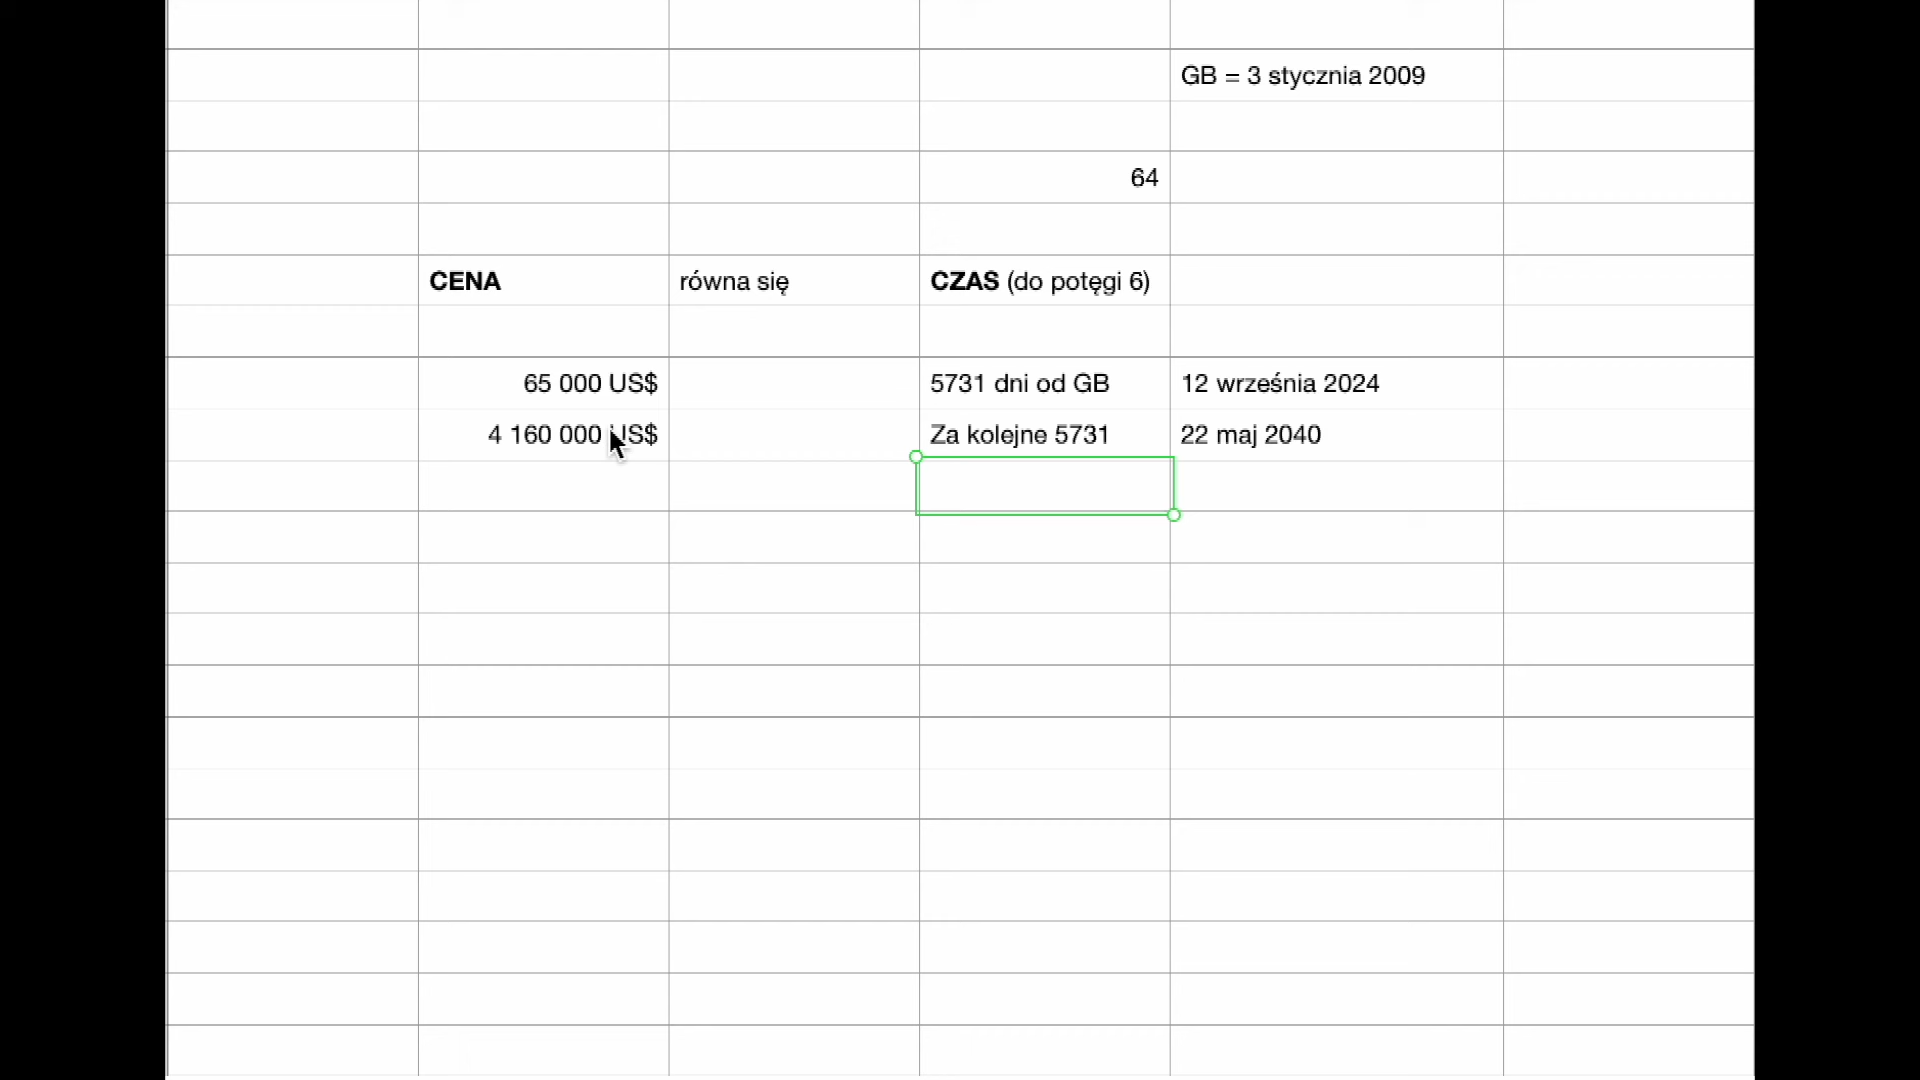 GB = 3 stycznia 2009
64
CENA równa się CZAS (do potęgi 6)
65 000 US$ 5731 dni od GB 12 września 2024
4 160 000 US$ Za kolejne 5731 22 maj 2040